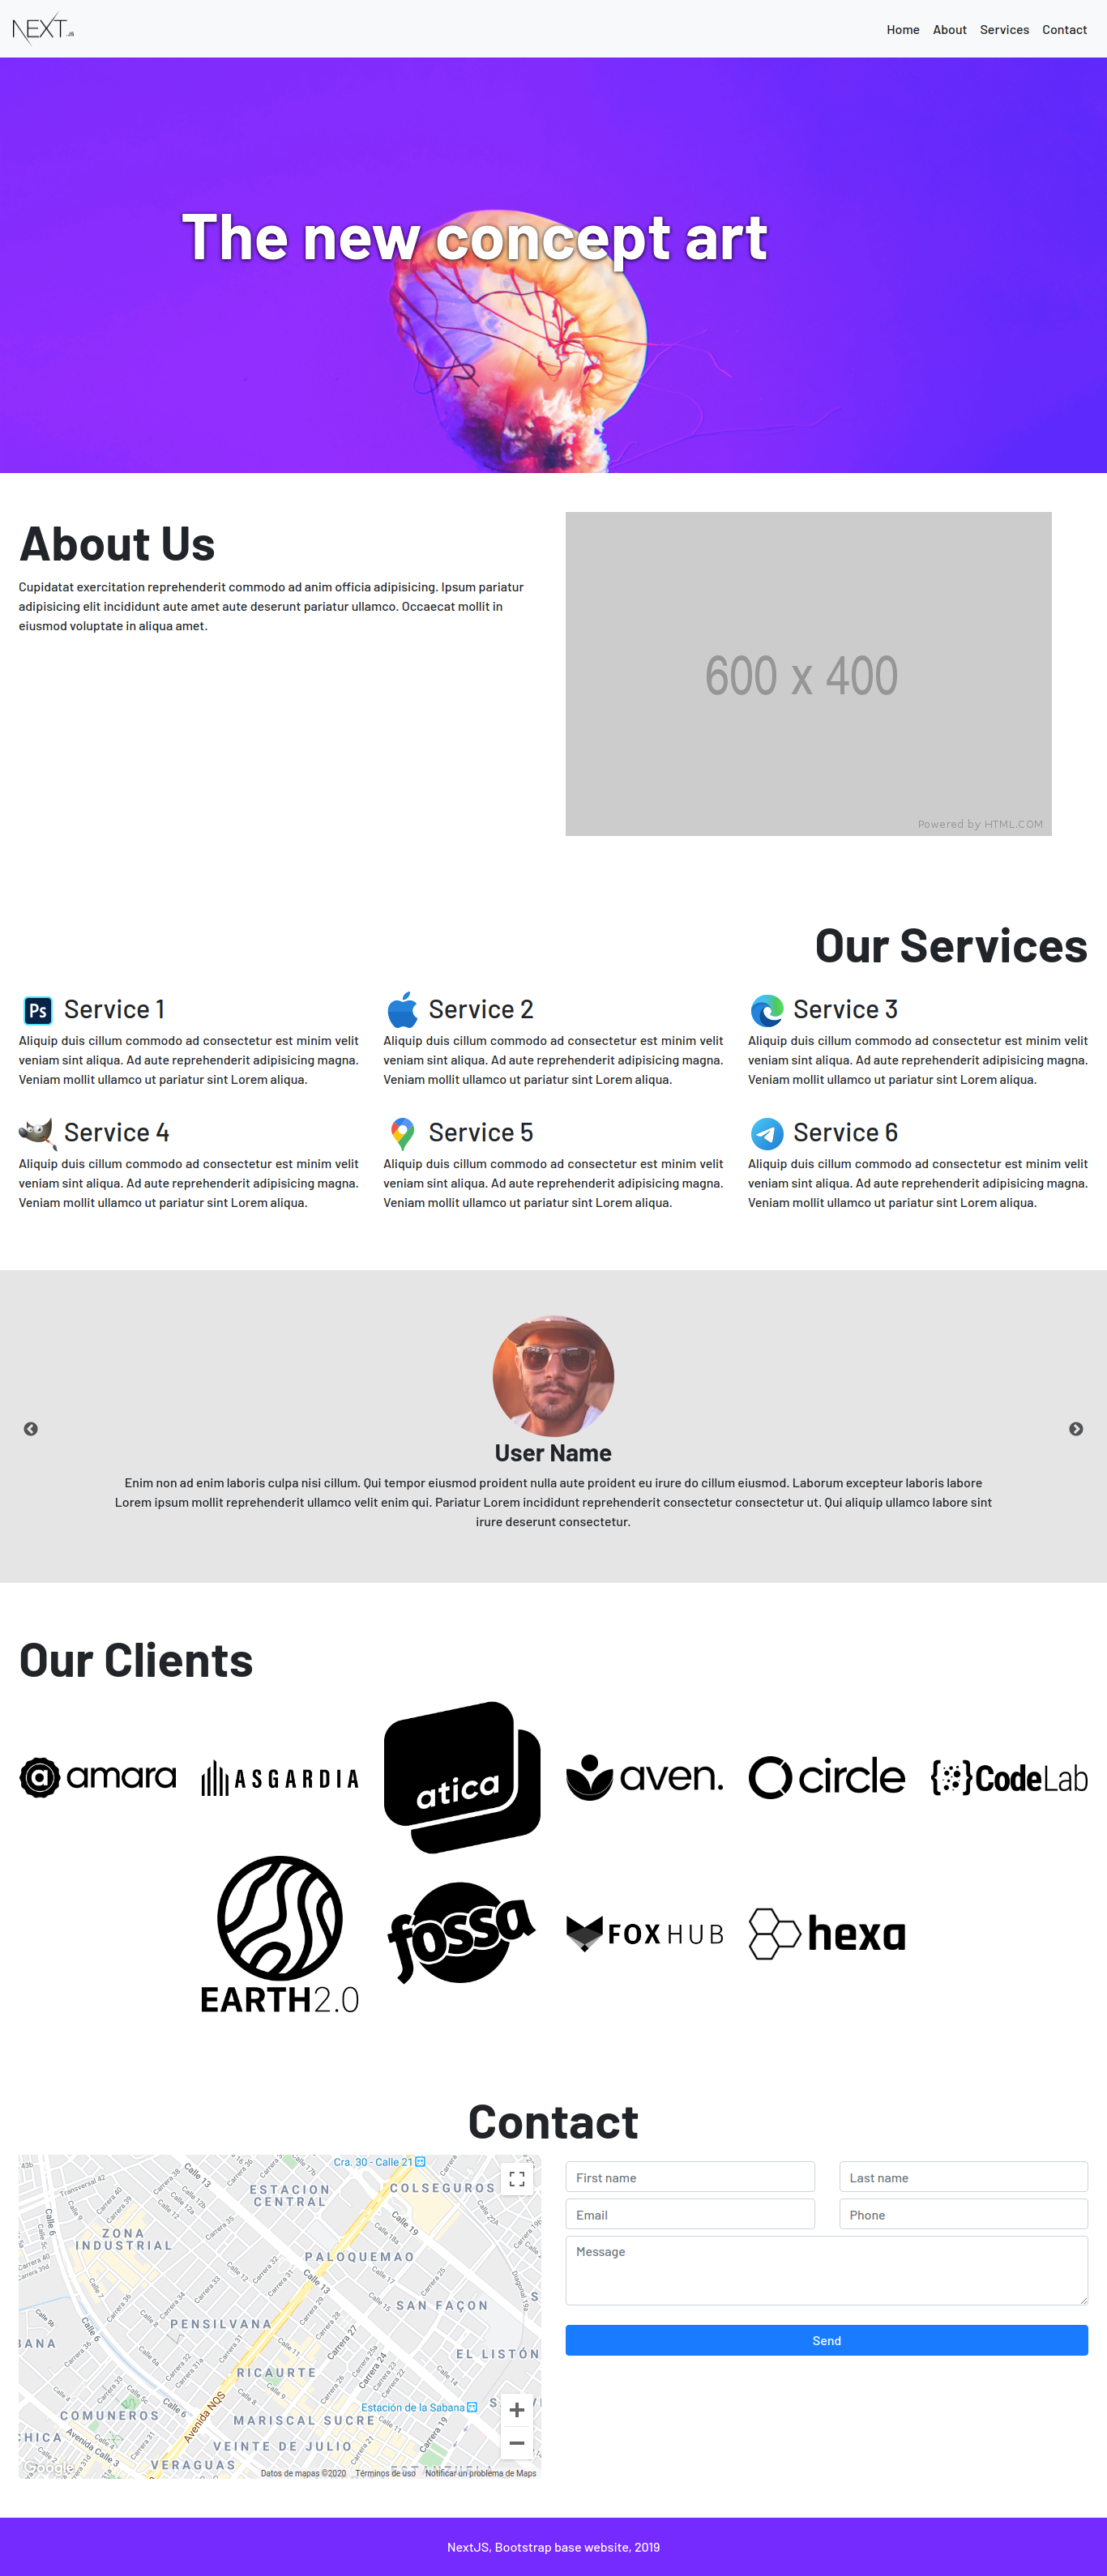 NEXT.JS
Home About Services Contact
The new concept art
About Us
Cupidatat exercitation reprehenderit commodo ad anim officia adipisicing. Ipsum pariatur
adipisicing elit incididunt aute amet aute deserunt pariatur ullamco. Occaecat mollit in
eiusmod voluptate in aliqua amet.
600 x 400
Powered by HTML.COM
Our Services
Ps Service 1
Aliquip duis cillum commodo ad consectetur est minim velit
veniam sint aliqua. Ad aute reprehenderit adipisicing magna.
Veniam mollit ullamco ut pariatur sint Lorem aliqua.
Service 2
Aliquip duis cillum commodo ad consectetur est minim velit
veniam sint aliqua. Ad aute reprehenderit adipisicing magna.
Veniam mollit ullamco ut pariatur sint Lorem aliqua.
Service 3
Aliquip duis cillum commodo ad consectetur est minim velit
veniam sint aliqua. Ad aute reprehenderit adipisicing magna.
Veniam mollit ullamco ut pariatur sint Lorem aliqua.
Service 4
Aliquip duis cillum commodo ad consectetur est minim velit
veniam sint aliqua. Ad aute reprehenderit adipisicing magna.
Veniam mollit ullamco ut pariatur sint Lorem aliqua.
Service 5
Aliquip duis cillum commodo ad consectetur est minim velit
veniam sint aliqua. Ad aute reprehenderit adipisicing magna.
Veniam mollit ullamco ut pariatur sint Lorem aliqua.
Service 6
Aliquip duis cillum commodo ad consectetur est minim velit
veniam sint aliqua. Ad aute reprehenderit adipisicing magna.
Veniam mollit ullamco ut pariatur sint Lorem aliqua.
User Name
Enim non ad enim laboris culpa nisi cillum. Qui tempor eiusmod proident nulla aute proident eu irure do cillum eiusmod. Laborum excepteur laboris labore
Lorem ipsum mollit reprehenderit ullamco velit enim qui. Pariatur Lorem incididunt reprehenderit consectetur consectetur ut. Qui aliquip ullamco labore sint
irure deserunt consectetur.
Our Clients
a amara
ASGARDIA
atica
aven.
circle
CodeLab
EARTH2.0
fossa
FOXHUB
hexa
Contact
Cra. 30 - Calle 21
ESTACION
CENTRAL
COLSEGUROS
ZONA
INDUSTRIAL
PALOQUEMAO
SAN FAÇON
PENSILVANA
EL LISTÓN
RICAURTE
Estación de la Sabana
COMUNEROS
MARISCAL SUCRE
VEINTE DE JULIO
VERAGUAS
Avenida NQS
Avenida Calle 3
Calle 13
Calle 13
Calle 6
Calle 6
Carrera 27
Carrera 24
Carrera 19
Google
Datos de mapas ©2020 Términos de uso Notificar un problema de Maps
First name
Last name
Email
Phone
Message
Send
NextJS, Bootstrap base website, 2019